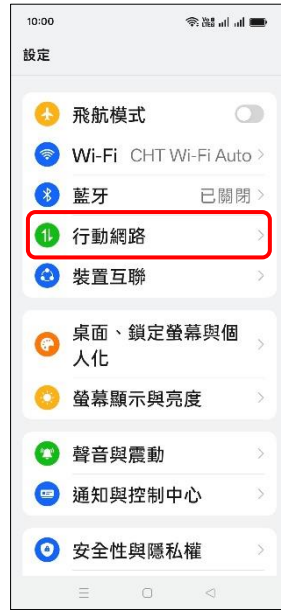 10:00
設定
飛航模式
Wi-Fi CHT Wi-Fi Auto
藍牙 已關閉
行動網路
裝置互聯
桌面、鎖定螢幕與個
人化
螢幕顯示與亮度
聲音與震動
通知與控制中心
安全性與隱私權